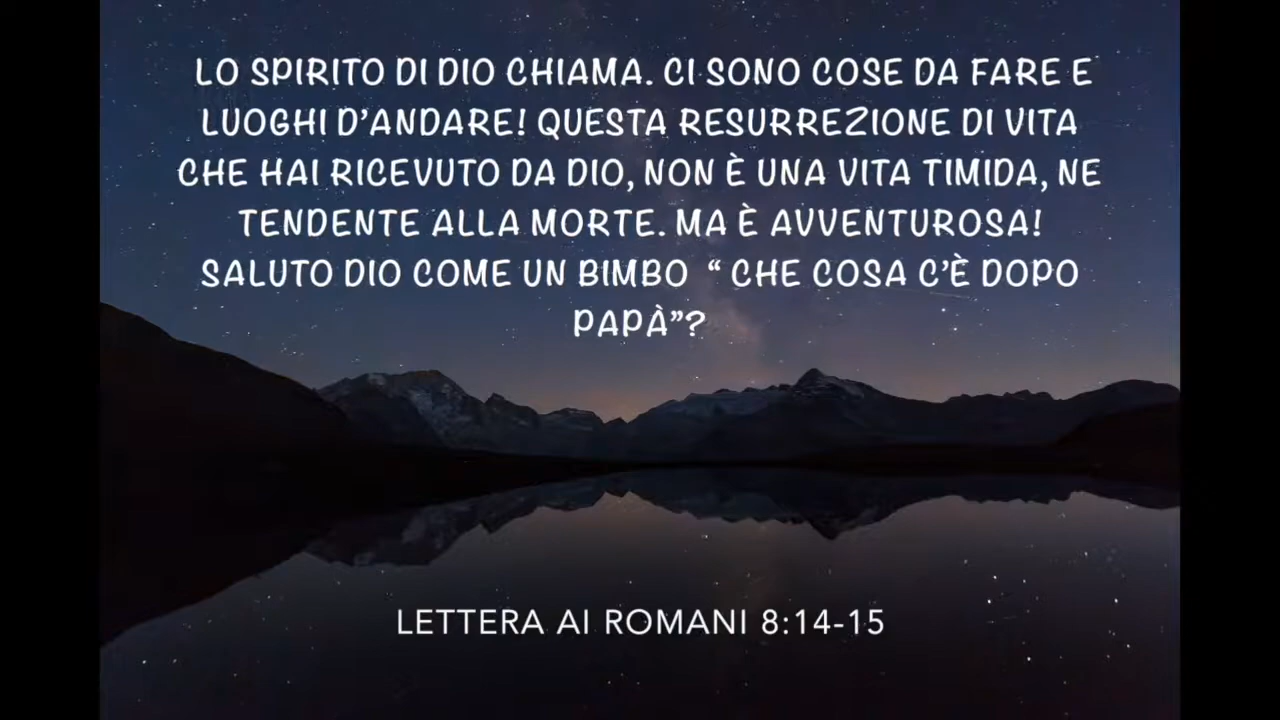 LO SPIRITO DI DIO CHIAMA. CI SONO COSE DA FARE E
LUOGHI D’ANDARE! QUESTA RESURREZIONE DI VITA
CHE HAI RICEVUTO DA DIO, NON È UNA VITA TIMIDA, NE
TENDENTE ALLA MORTE. MA È AVVENTUROSA!
SALUTO DIO COME UN BIMBO “ CHE COSA C’È DOPO
PAPÀ”?
LETTERA AI ROMANI 8:14-15